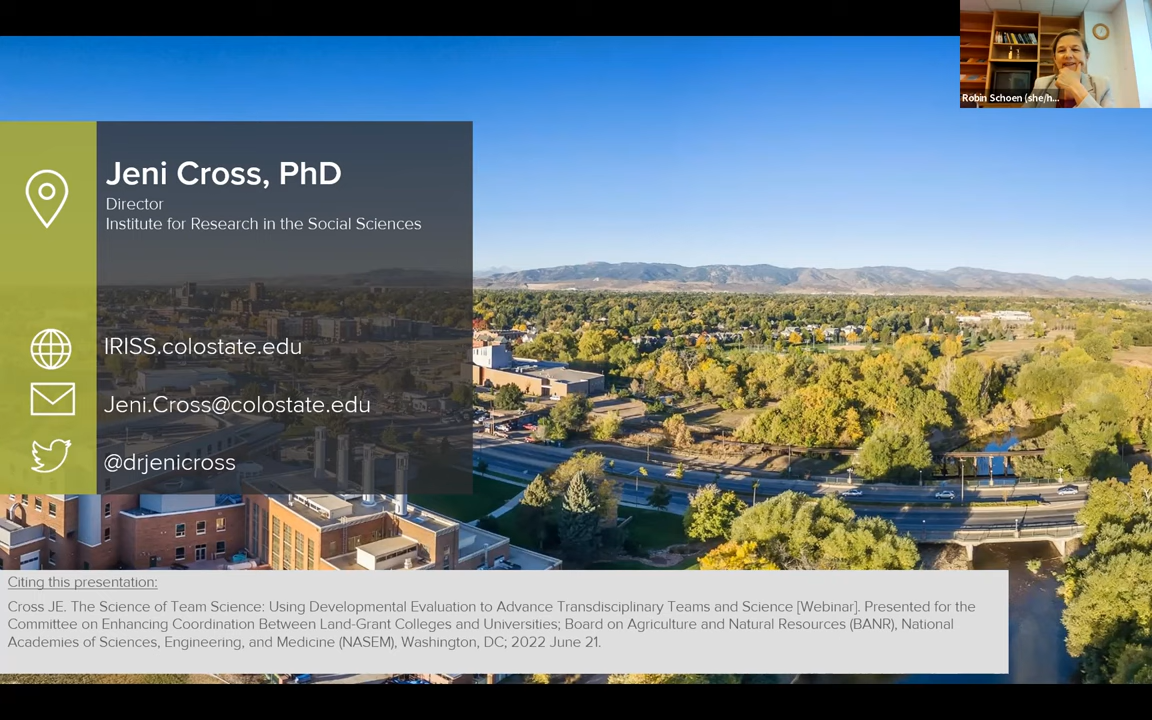 Robin Schoen (she/h...
Jeni Cross, PhD
Director
Institute for Research in the Social Sciences
IRISS.colostate.edu
Jeni.Cross@colostate.edu
@drjenicross
Citing this presentation:
Cross JE. The Science of Team Science: Using Developmental Evaluation to Advance Transdisciplinary Teams and Science [Webinar]. Presented for the
Committee on Enhancing Coordination Between Land-Grant Colleges and Universities; Board on Agriculture and Natural Resources (BANR), National
Academies of Sciences, Engineering, and Medicine (NASEM), Washington, DC; 2022 June 21.